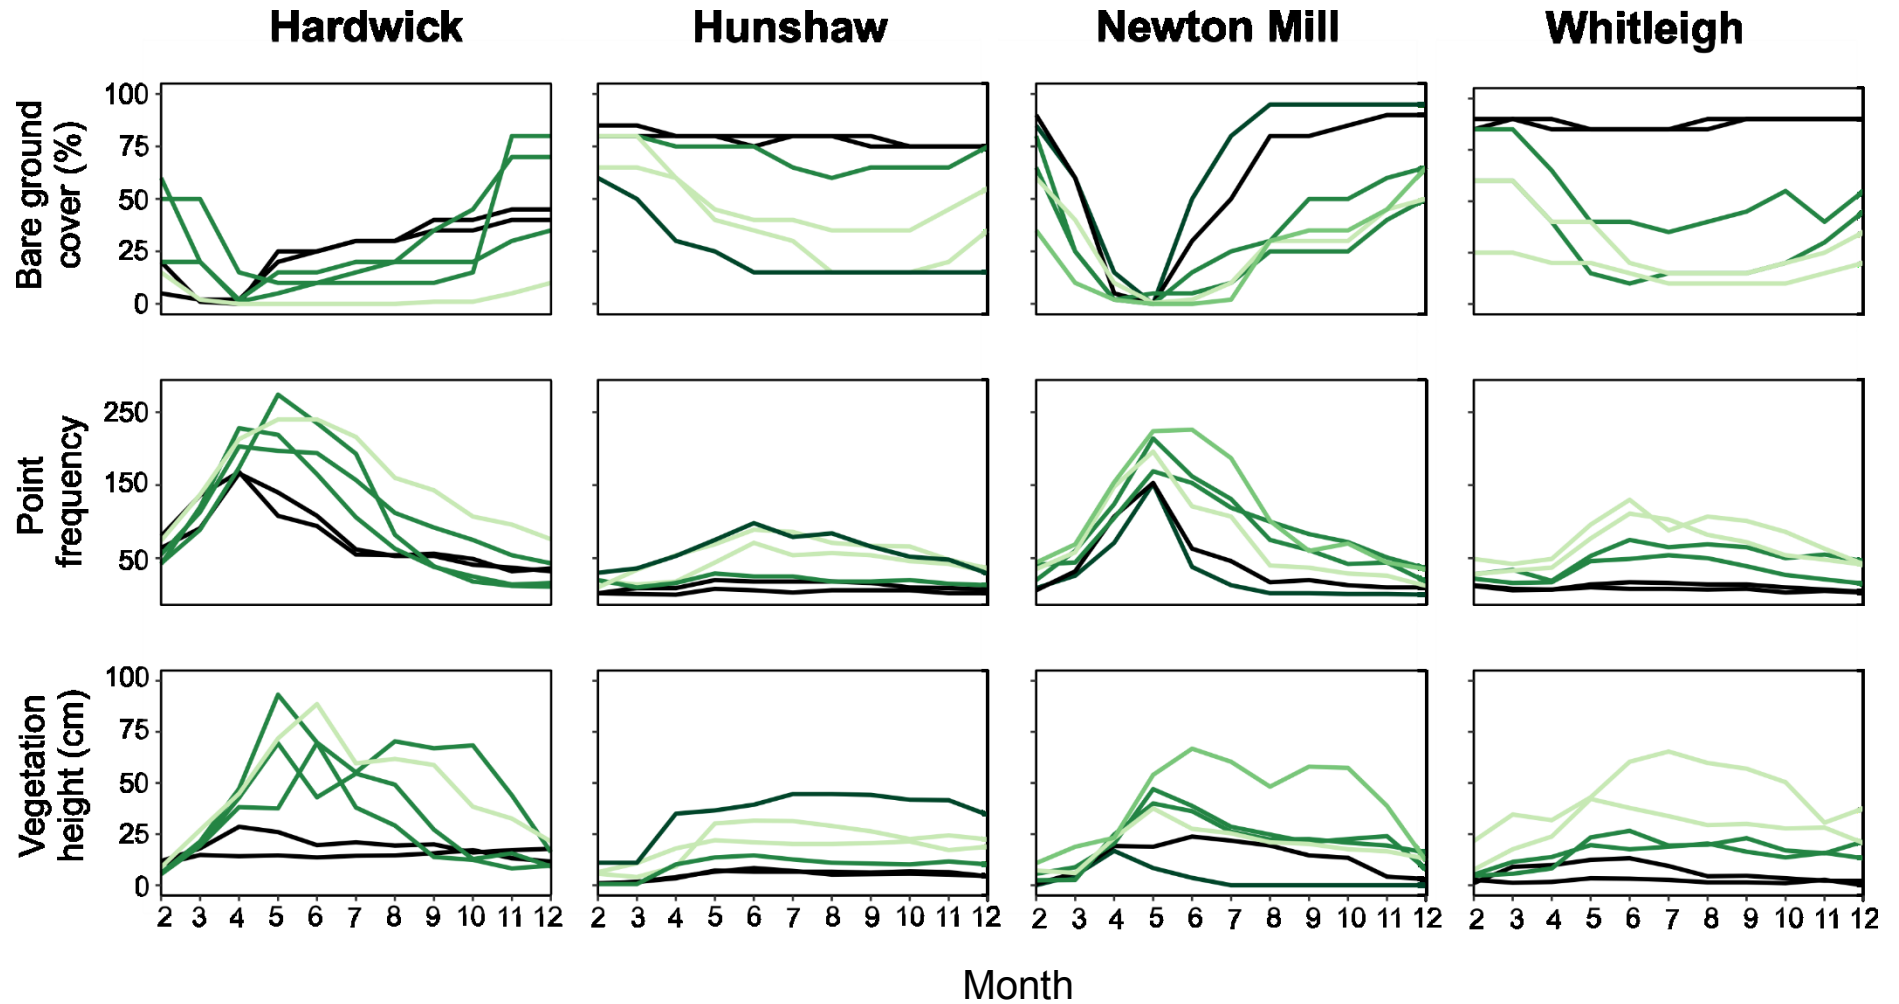 Hardwick Hunshaw Newton Mill Whitleigh
Bare ground
cover (%)
100
75
50
25
0
Point
frequency
250
150
50
Vegetation
height (cm)
100
75
50
25
0
2 3 4 5 6 7 8 9 10 11 12 2 3 4 5 6 7 8 9 10 11 12 2 3 4 5 6 7 8 9 10 11 12 2 3 4 5 6 7 8 9 10 11 12
Month